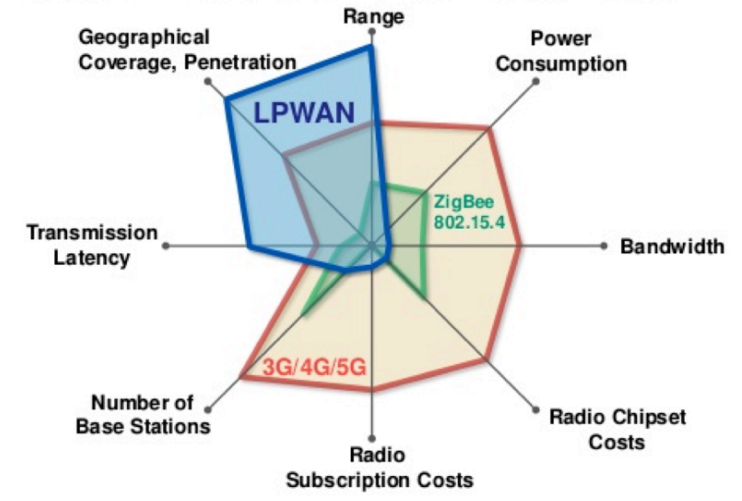 Range
Geographical
Coverage, Penetration
Power
Consumption
LPWAN
ZigBee
802.15.4
Transmission
Latency
Bandwidth
3G/4G/5G
Number of
Base Stations
Radio Chipset
Costs
Radio
Subscription Costs